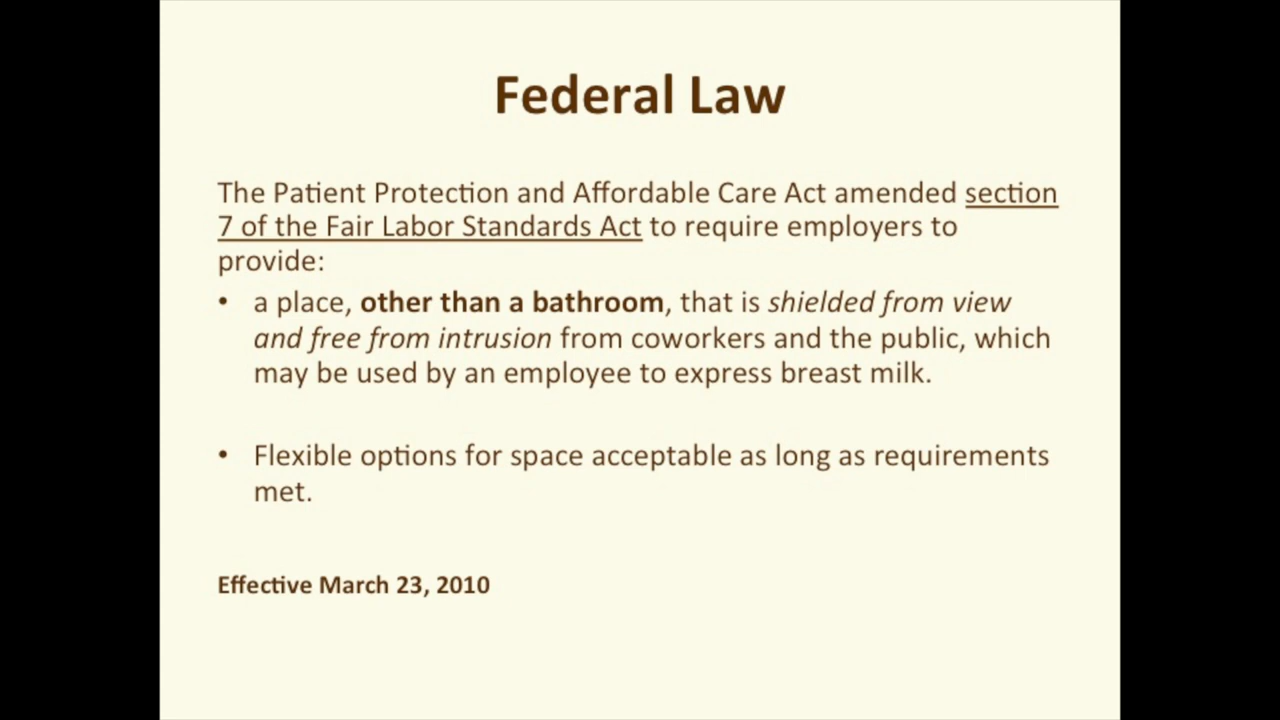 Federal Law
The Patient Protection and Affordable Care Act amended section
7 of the Fair Labor Standards Act to require employers to
provide:
• a place, other than a bathroom, that is shielded from view
and free from intrusion from coworkers and the public, which
may be used by an employee to express breast milk.
• Flexible options for space acceptable as long as requirements
met.
Effective March 23, 2010